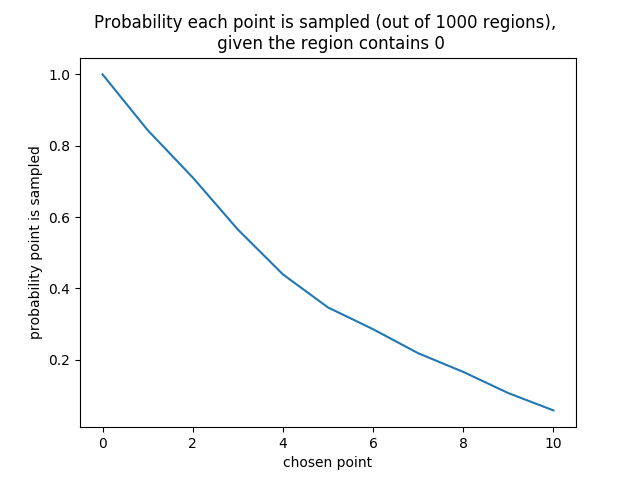 Probability each point is sampled (out of 1000 regions),
given the region contains 0
probability point is sampled
1.0
0.8
0.6
0.4
0.2
0 2 4 6 8 10
chosen point